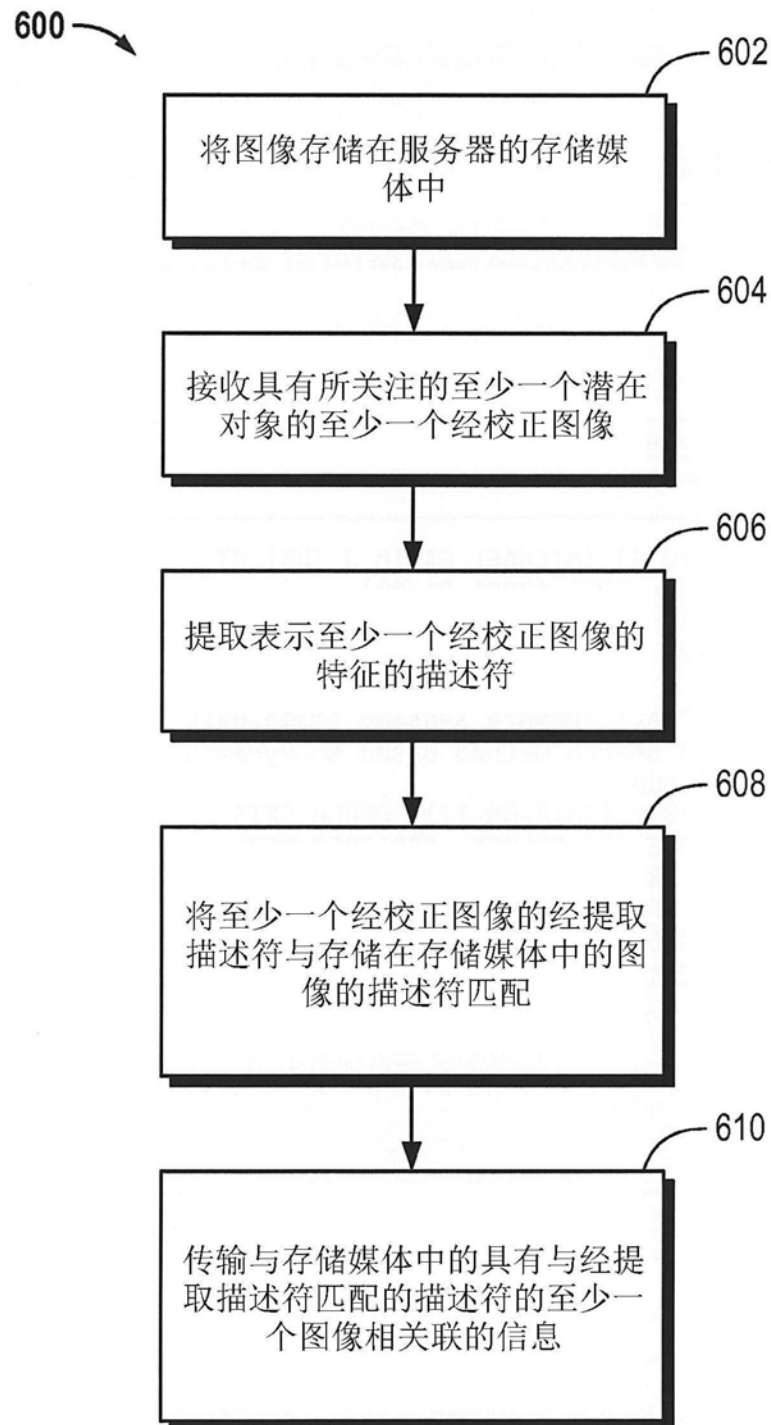 600
602
将图像存储在服务器的存储媒
体中
604
接收具有所关注的至少一个潜在
对象的至少一个经校正图像
606
提取表示至少一个经校正图像的
特征的描述符
608
将至少一个经校正图像的经提取
描述符与存储在存储媒体中的图
像的描述符匹配
610
传输与存储媒体中的具有与经提
取描述符匹配的描述符的至少一
个图像相关联的信息